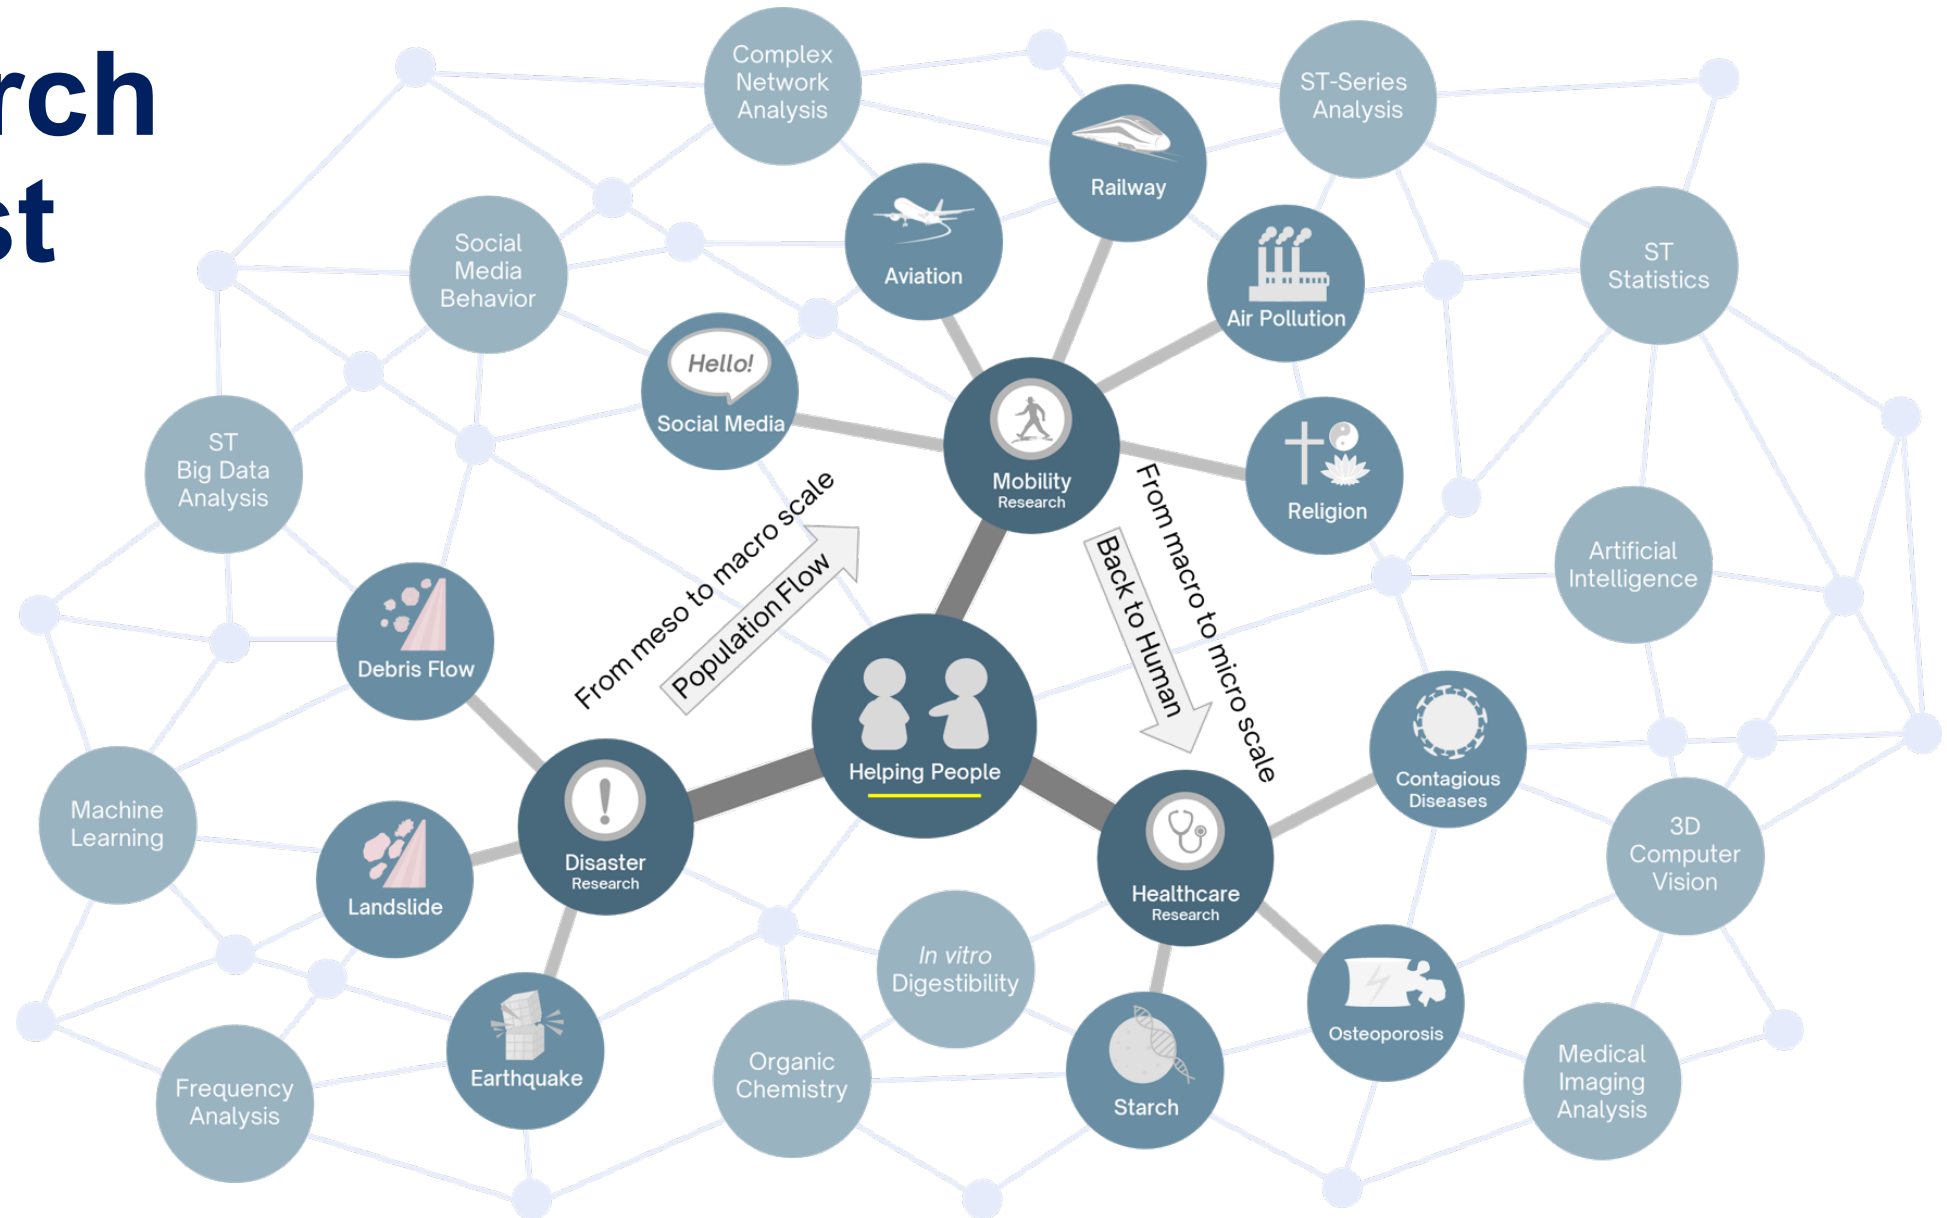 rch
st
Complex
Network
Analysis
ST-Series
Analysis
Railway
Aviation
Social
Media
Behavior
ST
Statistics
Air Pollution
Hello!
Social Media
ST
Big Data
Analysis
Mobility
Research
Religion
From meso to macro scale
Population Flow
From macro to micro scale
Back to Human
Artificial
Intelligence
Debris Flow
Helping People
Contagious
Diseases
Machine
Learning
Disaster
Research
Landslide
Healthcare
Research
3D
Computer
Vision
In vitro
Digestibility
Osteoporosis
Earthquake
Organic
Chemistry
Starch
Frequency
Analysis
Medical
Imaging
Analysis